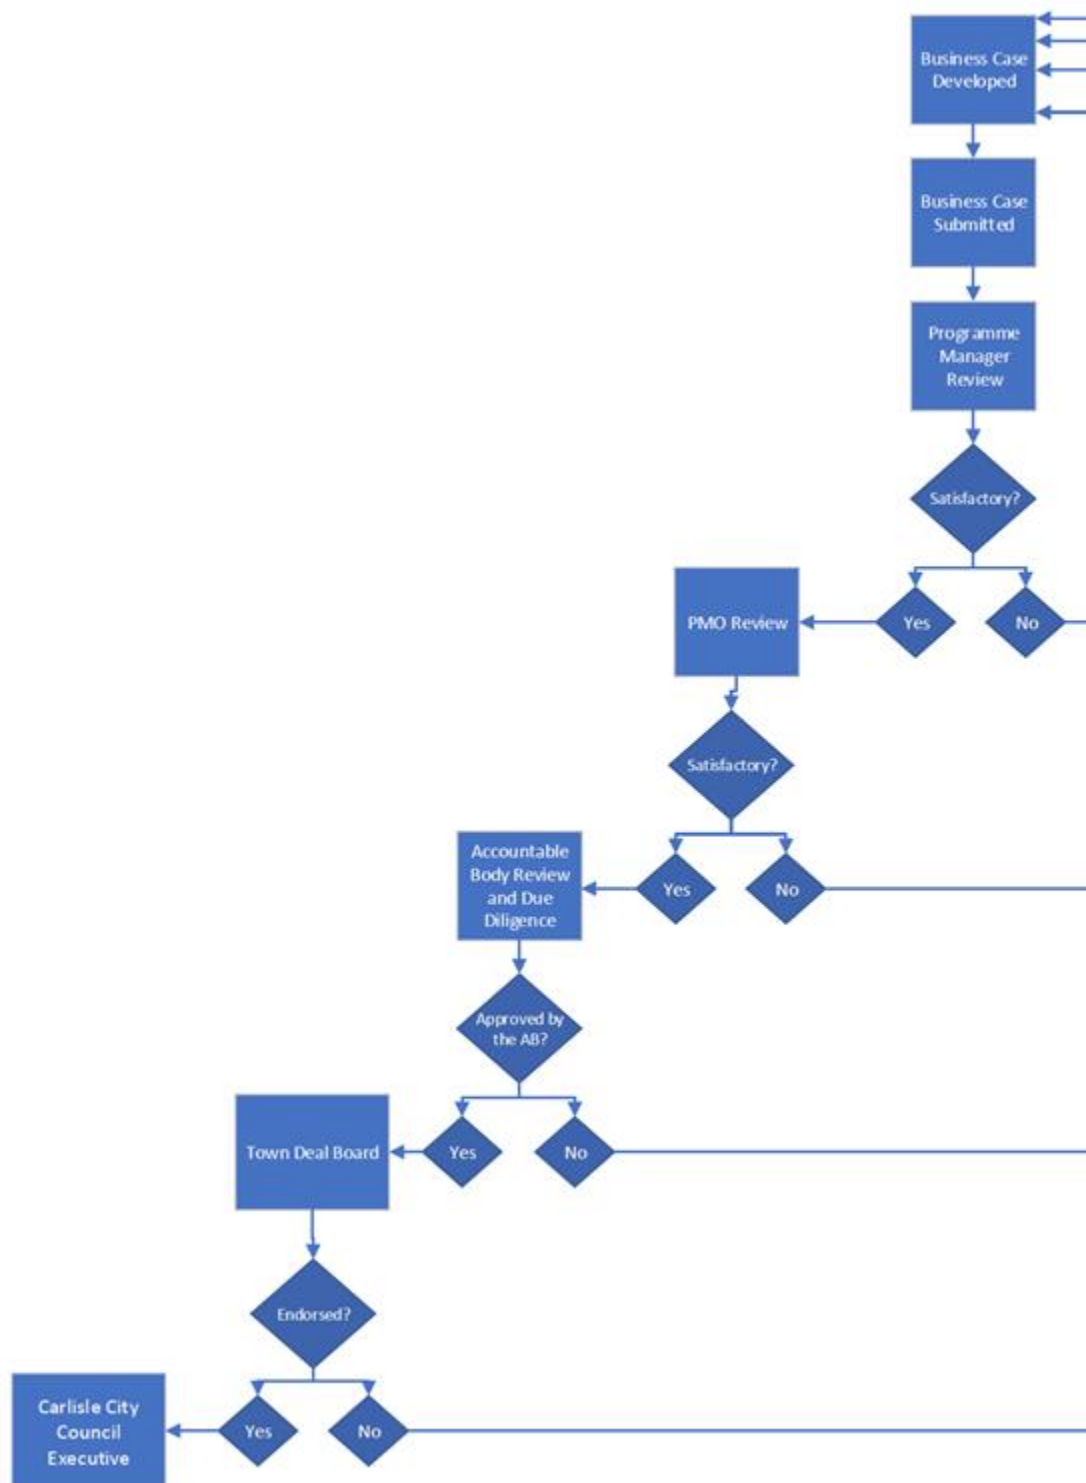 Business Case
Developed
Business Case
Submitted
Programme
Manager
Review
Satisfactory?
Yes
No
PMO Review
Satisfactory?
Yes
No
Accountable
Body Review
and Due
Diligence
Approved by
the AB?
Yes
No
Town Deal Board
Endorsed?
Yes
No
Carlisle City
Council
Executive